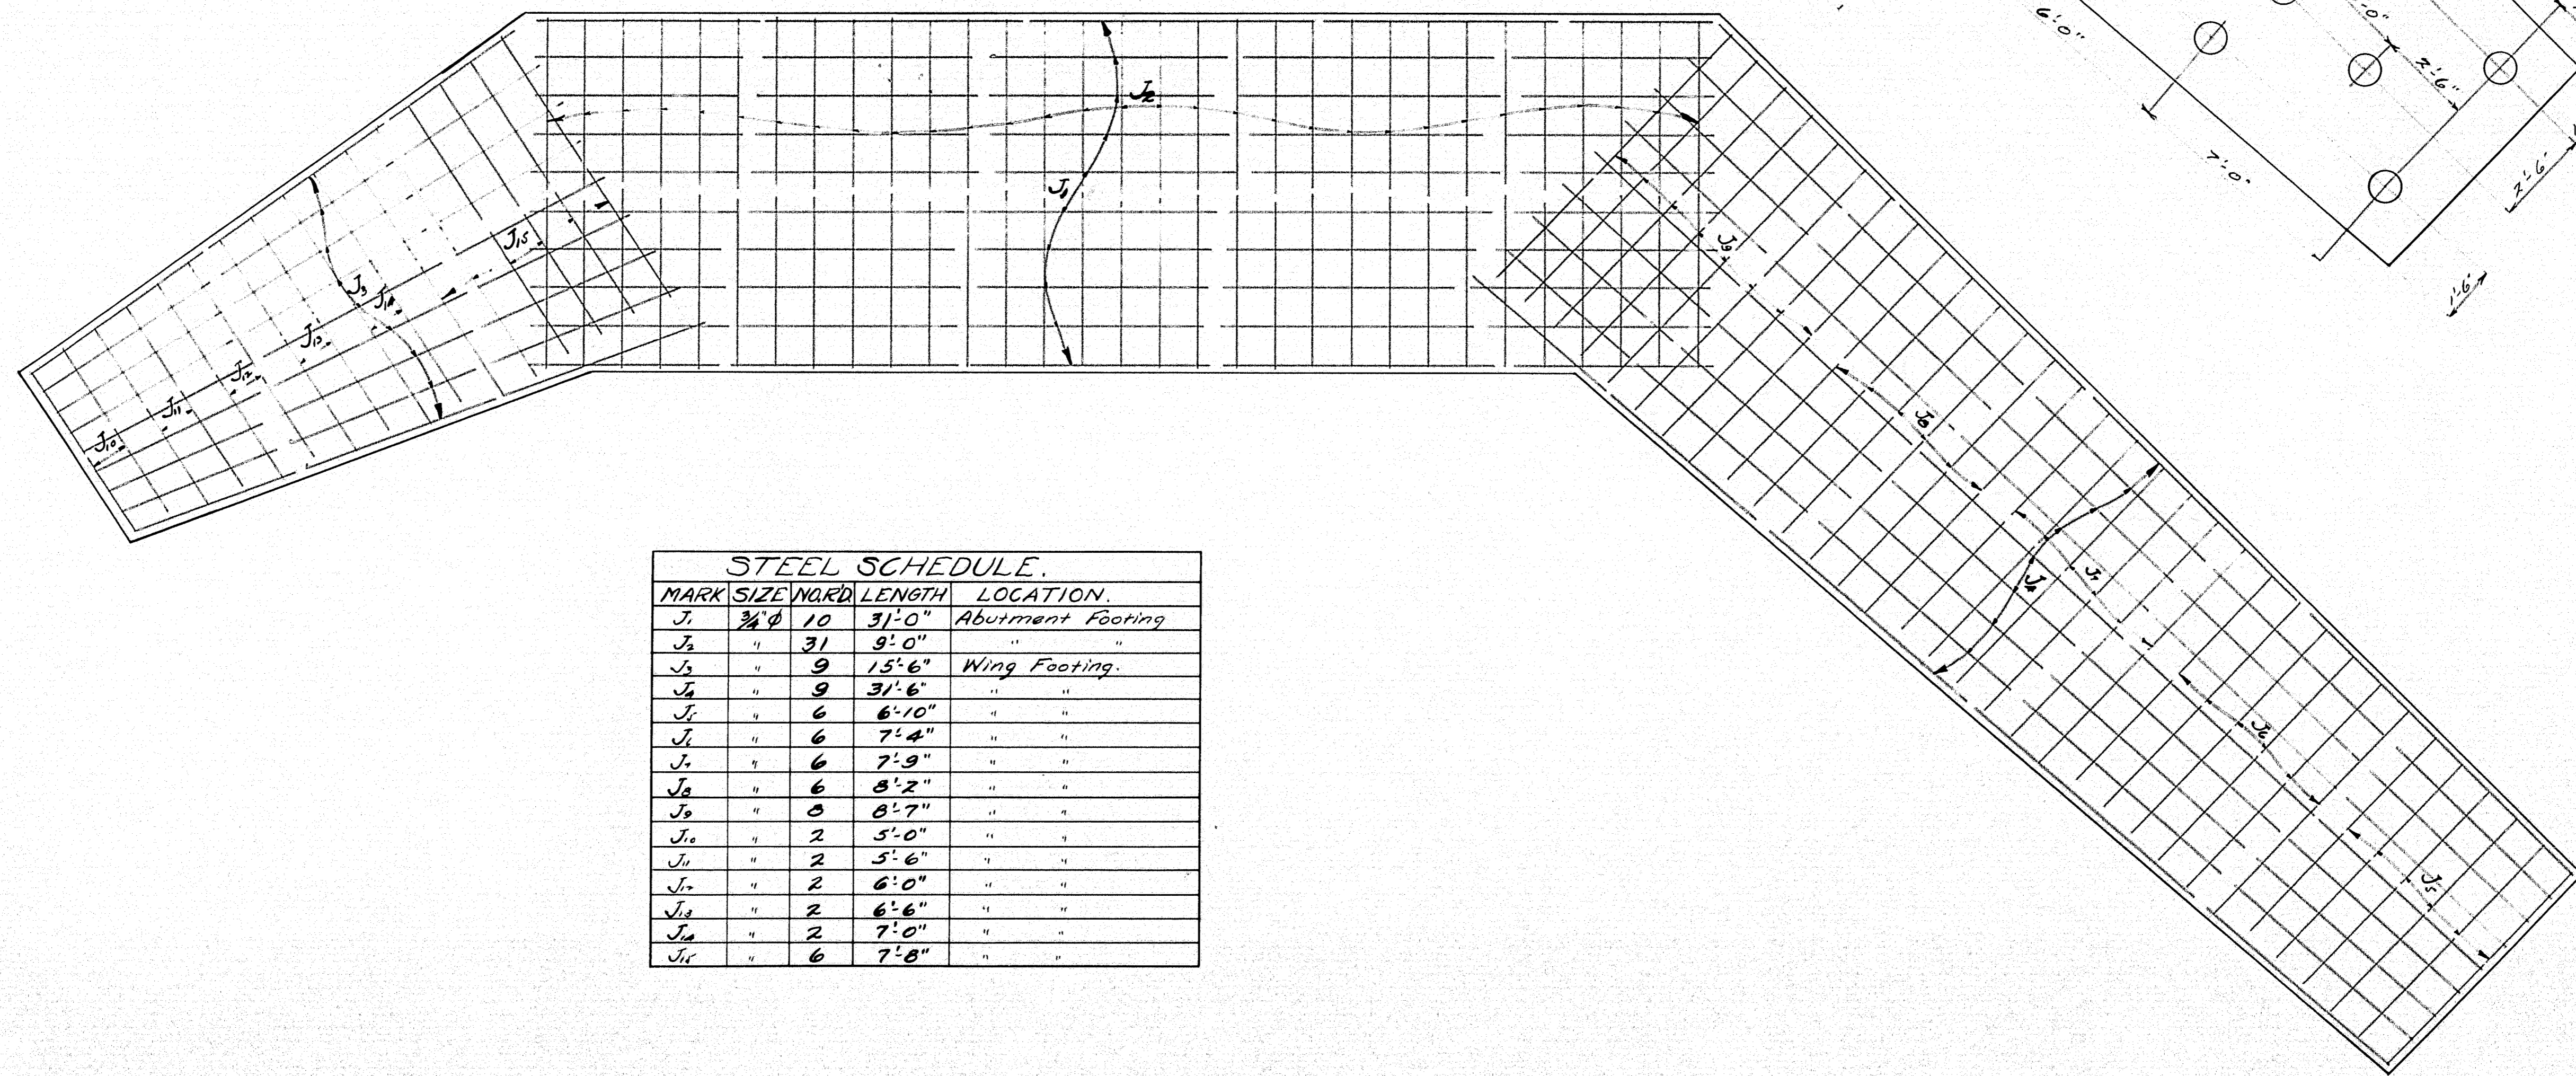 6'-0"
-0"
2'-6"
7'-0"
2'-6"
1'-6"
J2
J1
J9
J15
J3
J14
J13
J12
J11
J10
J8
J4
J7
J6
J5
STEEL SCHEDULE.
MARK SIZE NO.R'D. LENGTH LOCATION.
J1 3/4"φ 10 31'-0" Abutment Footing
J2 " 31 9'-0" " "
J3 " 9 15'-6" Wing Footing.
J4 " 9 31'-6" " "
J5 " 6 6'-10" " "
J6 " 6 7'-4" " "
J7 " 6 7'-9" " "
J8 " 6 8'-2" " "
J9 " 8 8'-7" " "
J10 " 2 5'-0" " "
J11 " 2 5'-6" " "
J12 " 2 6'-0" " "
J13 " 2 6'-6" " "
J14 " 2 7'-0" " "
J15 " 6 7'-8" " "